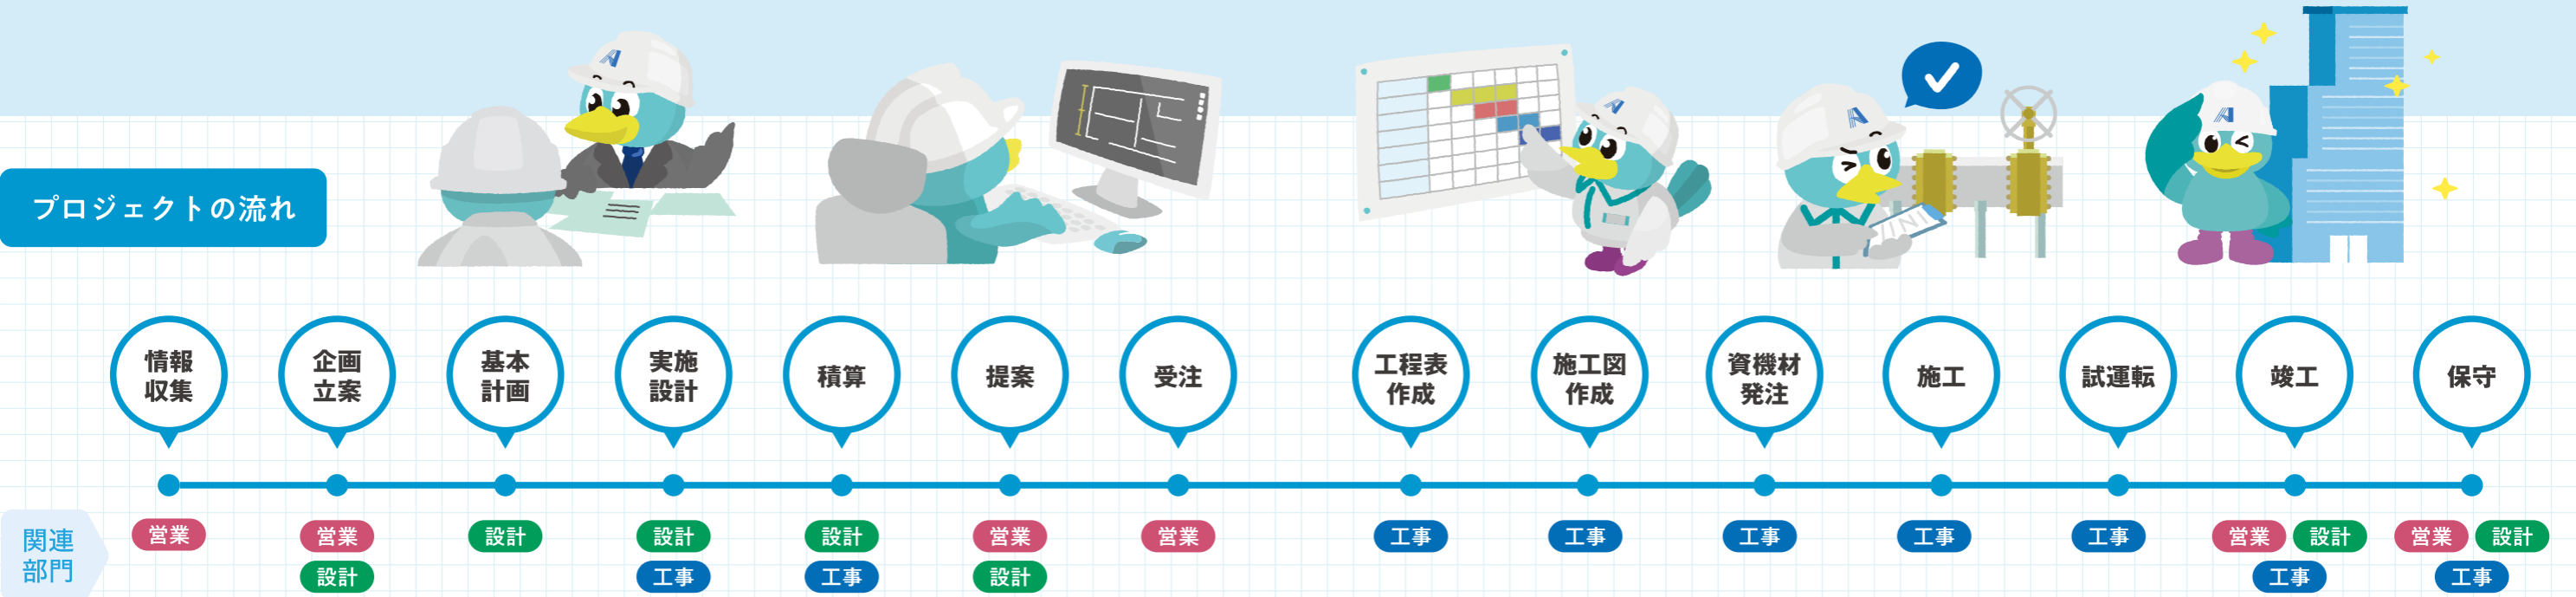 プロジェクトの流れ
情報
収集
企画
立案
基本
計画
実施
設計
積算
提案
受注
工程表
作成
施工図
作成
資機材
発注
施工
試運転
竣工
保守
関連
部門
営業
営業
設計
設計
設計
工事
設計
工事
営業
設計
営業
工事
工事
工事
工事
工事
営業 設計
工事
営業 設計
工事